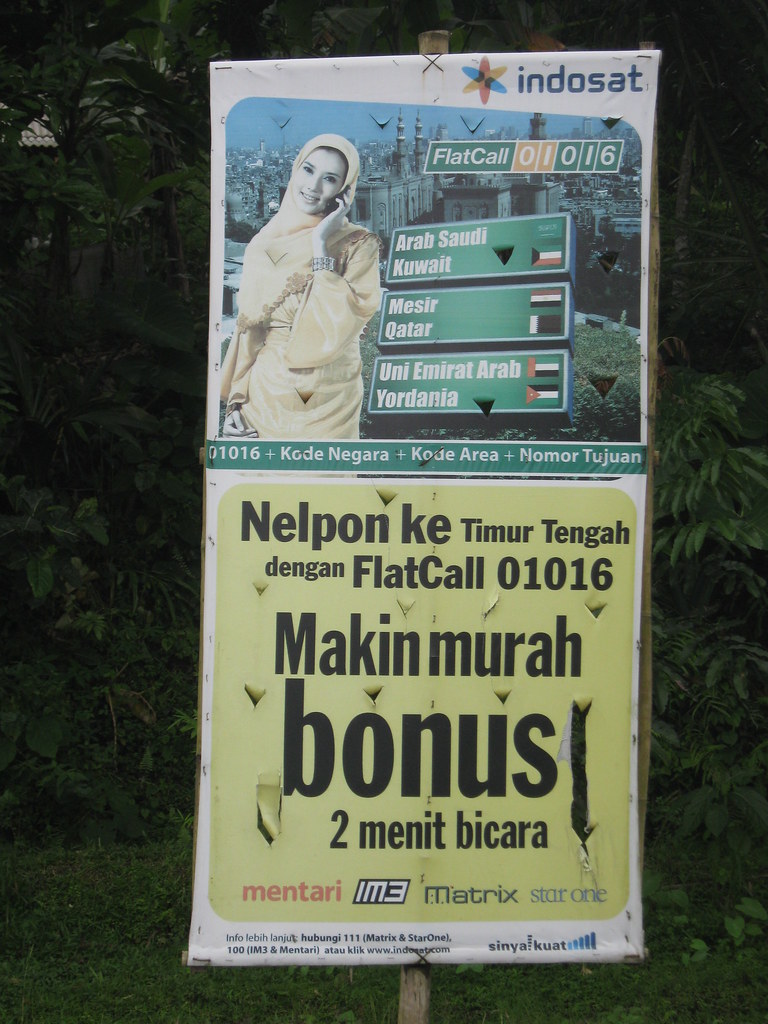 indosat
FlatCall 01016
Arab Saudi
Kuwait
Mesir
Qatar
Uni Emirat Arab
Yordania
01016 + Kode Negara + Kode Area + Nomor Tujuan
Nelpon ke Timur Tengah
dengan FlatCall 01016
Makin murah
bonus
2 menit bicara
mentari IM3 Matrix star one
Info lebih lanjut hubungi 111 (Matrix & StarOne),
100 (IM3 & Mentari) atau klik www.indosat.com
sinyal kuat